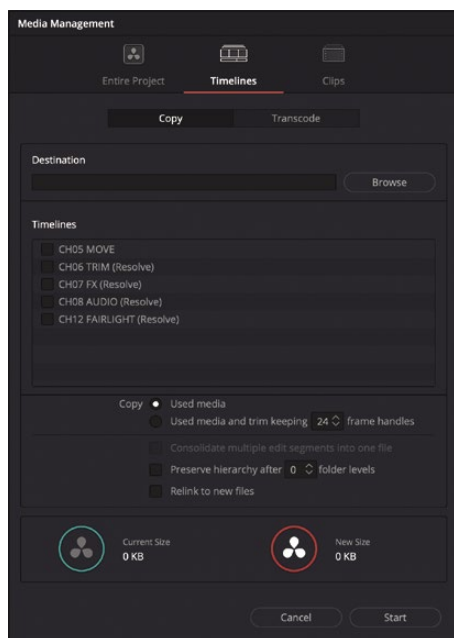 Media Management
Entire Project Timelines Clips
Copy Transcode
Destination
Browse
Timelines
CH05 MOVE
CH06 TRIM (Resolve)
CH07 FX (Resolve)
CH08 AUDIO (Resolve)
CH12 FAIRLIGHT (Resolve)
Copy Used media
Used media and trim keeping 24 frame handles
Consolidate multiple edit segments into one file
Preserve hierarchy after 0 folder levels
Relink to new files
Current Size New Size
0 KB 0 KB
Cancel Start